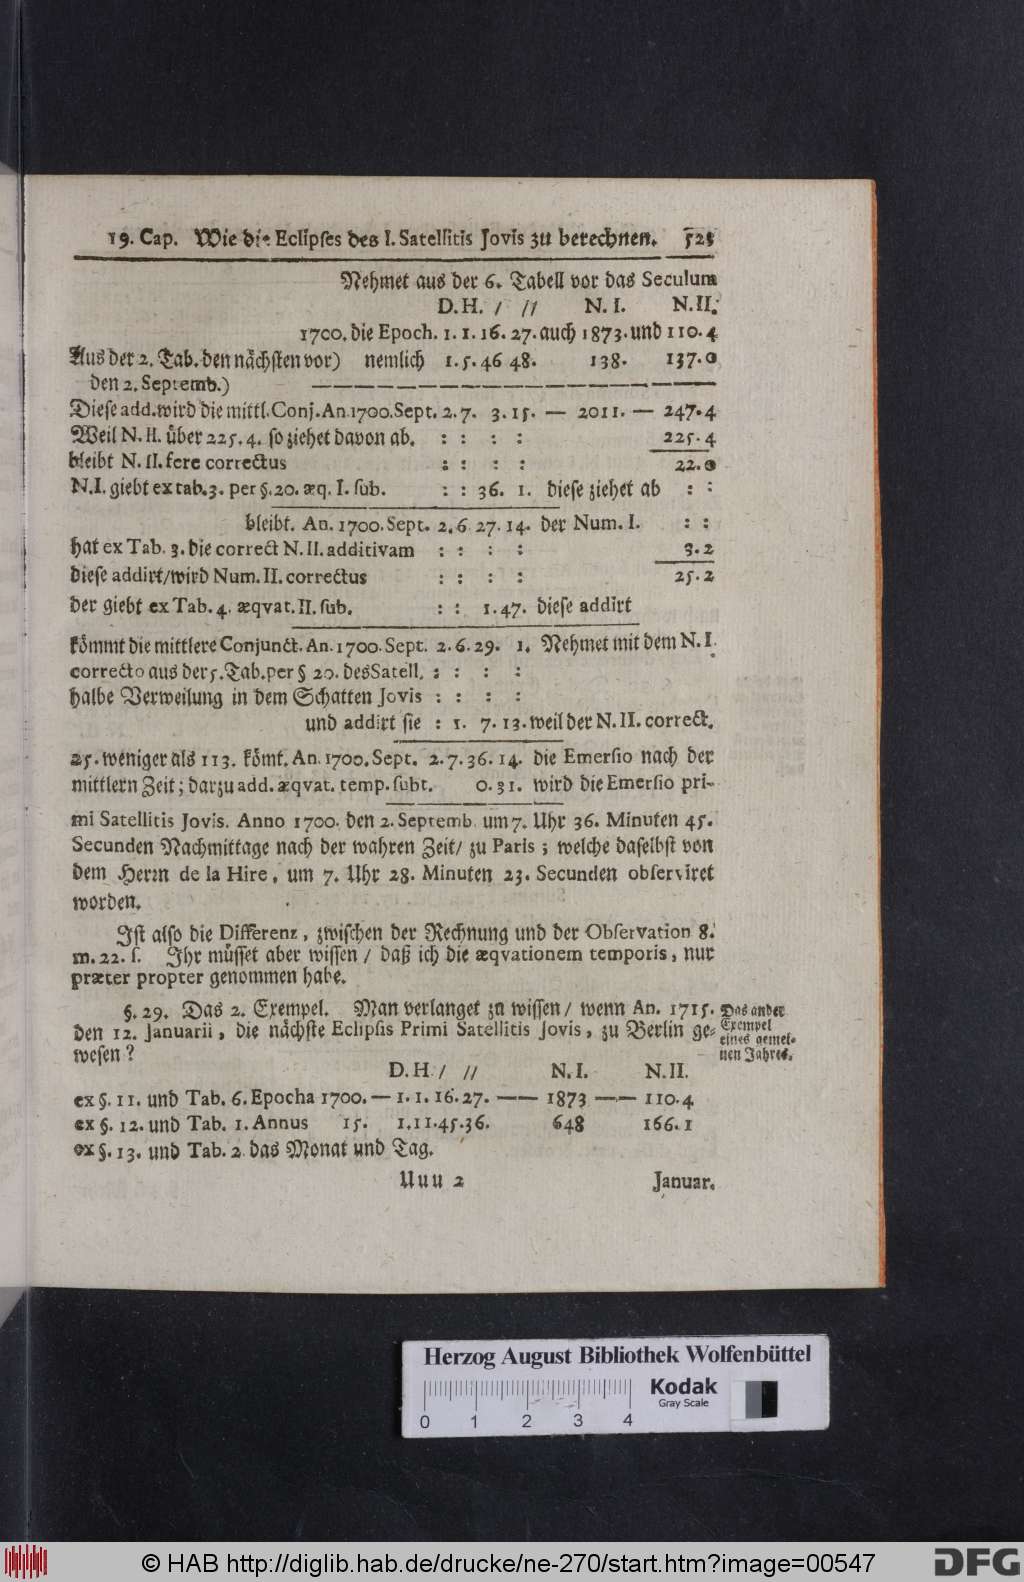 19. Cap. Wie die Eclipses des I. Satellitis Jovis zu berechnen. 525
Nehmet aus der 6. Tabell vor das Seculum
D. H. / // N. I. N. II.
1700. die Epoch. 1. 1. 16. 27. auch 1873. und 110. 4
Aus der 2. Tab. den nächsten vor) nemlich 1. 5. 46 48. 138. 137. 0
den 2. Septemb.)
Diese add. wird die mittl. Conj. An. 1700. Sept. 2. 7. 3. 15. — 2011. — 247. 4
Weil N. II. über 225. 4. so ziehet davon ab. : : : : 225. 4
bleibt N. II. fere correctus : : : : 22. 0
N. I. giebt ex tab. 3. per §. 20. æq. I. sub. : : 36. 1. diese ziehet ab : :
bleibt. An. 1700. Sept. 2. 6 27. 14. der Num. I. : :
hat ex Tab. 3. die correct N. II. additivam : : : : 3. 2
diese addirt/wird Num. II. correctus : : : : 25. 2
der giebt ex Tab. 4. æqvat. II. sub. : : 1. 47. diese addirt
kömmt die mittlere Conjunct. An. 1700. Sept. 2. 6. 29. 1. Nehmet mit dem N. I.
correcto aus der 5. Tab. per § 20. des Satell. : : : :
halbe Verweilung in dem Schatten Jovis : : : :
und addirt sie : 1. 7. 13. weil der N. II. correct.
25. weniger als 113. kömt. An. 1700. Sept. 2. 7. 36. 14. die Emersio nach der
mittlern Zeit; darzu add. æqvat. temp. subt. 0. 31. wird die Emersio pri-
mi Satellitis Jovis. Anno 1700. den 2. Septemb. um 7. Uhr 36. Minuten 45.
Secunden Nachmittage nach der wahren Zeit/ zu Paris; welche daselbst von
dem Herrn de la Hire, um 7. Uhr 28. Minuten 23. Secunden observiret
worden.
Ist also die Differenz, zwischen der Rechnung und der Observation 8.
m. 22. s. Ihr müsset aber wissen / daß ich die æqvationem temporis, nur
præter propter genommen habe.
§. 29. Das 2. Exempel. Man verlanget zu wissen / wenn An. 1715.
den 12. Januarii, die nächste Eclipsis Primi Satellitis Jovis, zu Berlin ge-
wesen?
Das ander
Exempel
eines gemei-
nen Jahres.
D. H / // N. I. N. II.
ex §. 11. und Tab. 6. Epocha 1700. — 1. 1. 16. 27. —— 1873 —— 110. 4
ex §. 12. und Tab. 1. Annus 15. 1. 11. 45. 36. 648 166. 1
ex §. 13. und Tab. 2 das Monat und Tag.
Uuu 2 Januar.
Herzog August Bibliothek Wolfenbüttel
0 1 2 3 4
Kodak
Gray Scale
© HAB http://diglib.hab.de/drucke/ne-270/start.htm?image=00547
DFG